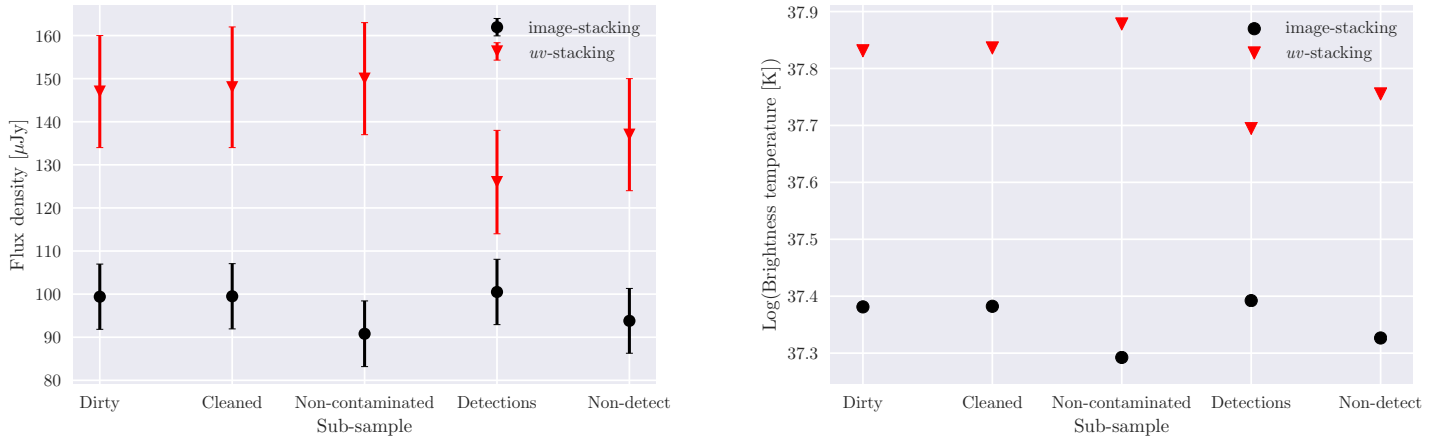 160
150
140
130
120
110
100
90
80
Flux density [μJy]
image-stacking
uv-stacking
Dirty Cleaned Non-contaminated Detections Non-detect
Sub-sample
37.9
37.8
37.7
37.6
37.5
37.4
37.3
Log(Brightness temperature [K])
image-stacking
uv-stacking
Dirty Cleaned Non-contaminated Detections Non-detect
Sub-sample